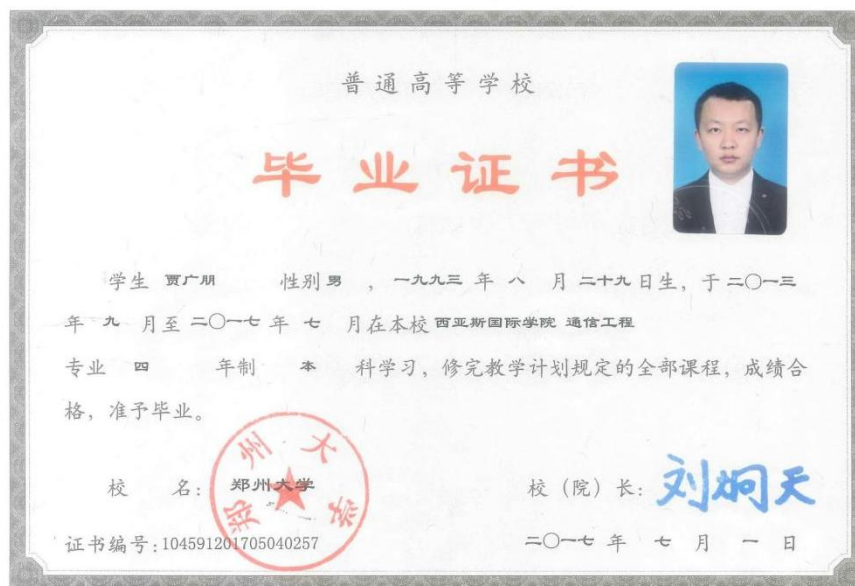 普通高等学校
毕业证书
学生 贾广朋 性别 男 ，一九九三 年 八 月 二十九 日生，于 二〇一三
年 九 月至 二〇一七 年 七 月在本校 西亚斯国际学院 通信工程
专业 四 年制 本 科学习，修完教学计划规定的全部课程，成绩合
格，准予毕业。
郑州大学
校 名：郑州大学 校（院）长：刘炯天
证书编号：104591201705040257 二〇一七 年 七 月 一 日